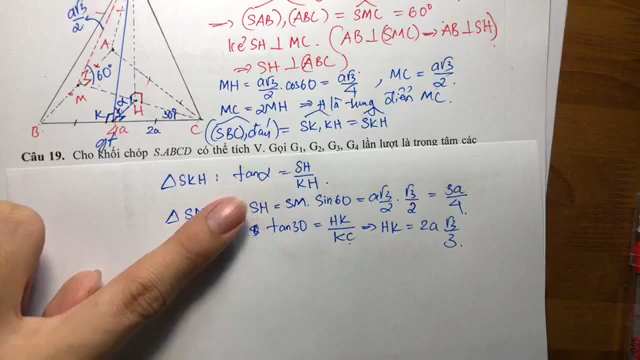 → (SAB),(ABC) = SMC = 60°
kẻ SH ⊥ MC. (AB ⊥ (SMC) → AB ⊥ SH)
⇒ SH ⊥ (ABC)
MH = a√3/2 . cos60 = a√3/4 , MC = a√3/2.
MC = 2MH ⇒ H là trung điểm MC.
((SBC), đáy) = SK, KH = SKH
a√3/2
A
60°
M
K
H
B
4a
2a
30°
C
Câu 19. Cho khối chóp S.ABCD có thể tích V. Gọi G1, G2, G3, G4 lần lượt là trọng tâm các
△SKH : tanα = SH/KH.
SH = SM. Sin60 = a√3/2 . √3/2 = 3a/4.
tan30 = HK/KC ⇒ HK = 2a √3/3.